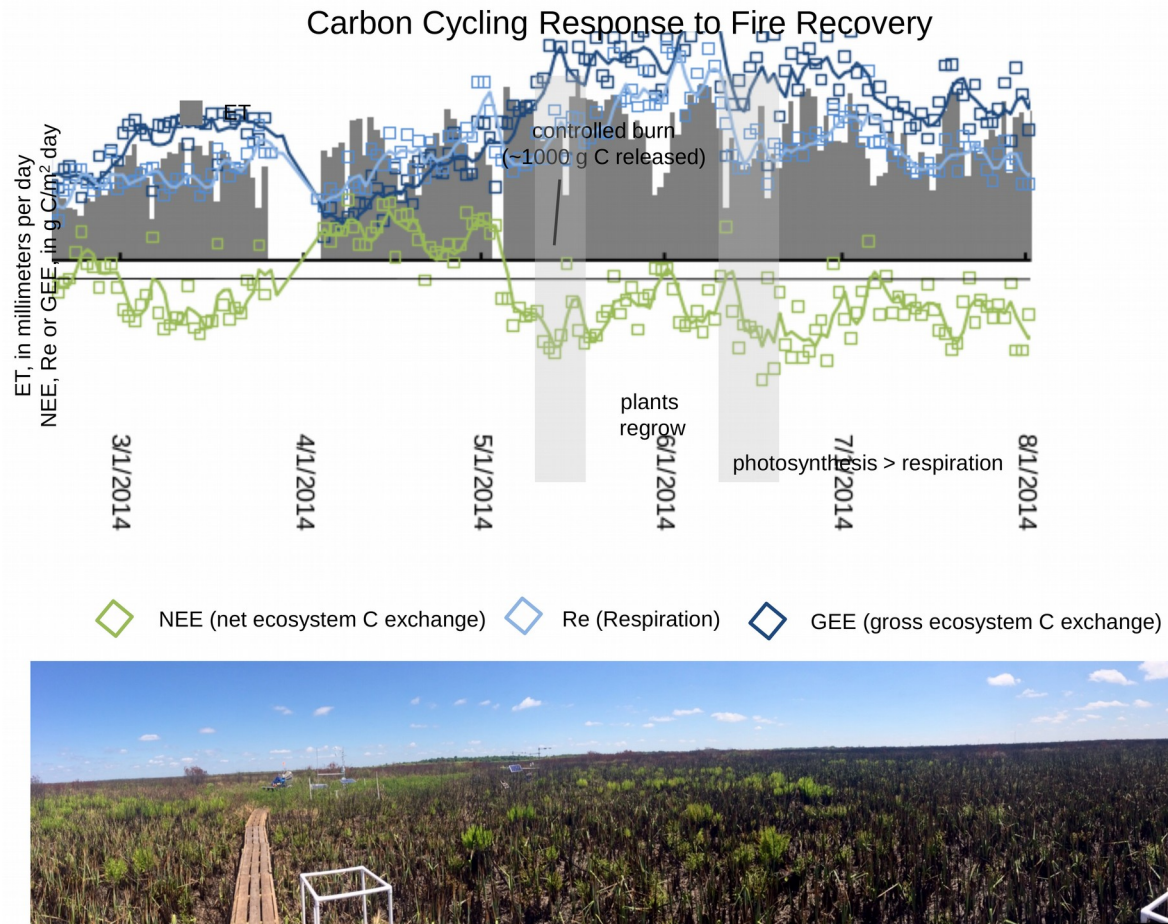 Carbon Cycling Response to Fire Recovery
ET
controlled burn
(~1000 g C released)
ET, in millimeters per day
NEE, Re or GEE, in g C/m² day
plants
regrow
photosynthesis > respiration
3/1/2014
4/1/2014
5/1/2014
6/1/2014
7/1/2014
8/1/2014
NEE (net ecosystem C exchange)
Re (Respiration)
GEE (gross ecosystem C exchange)